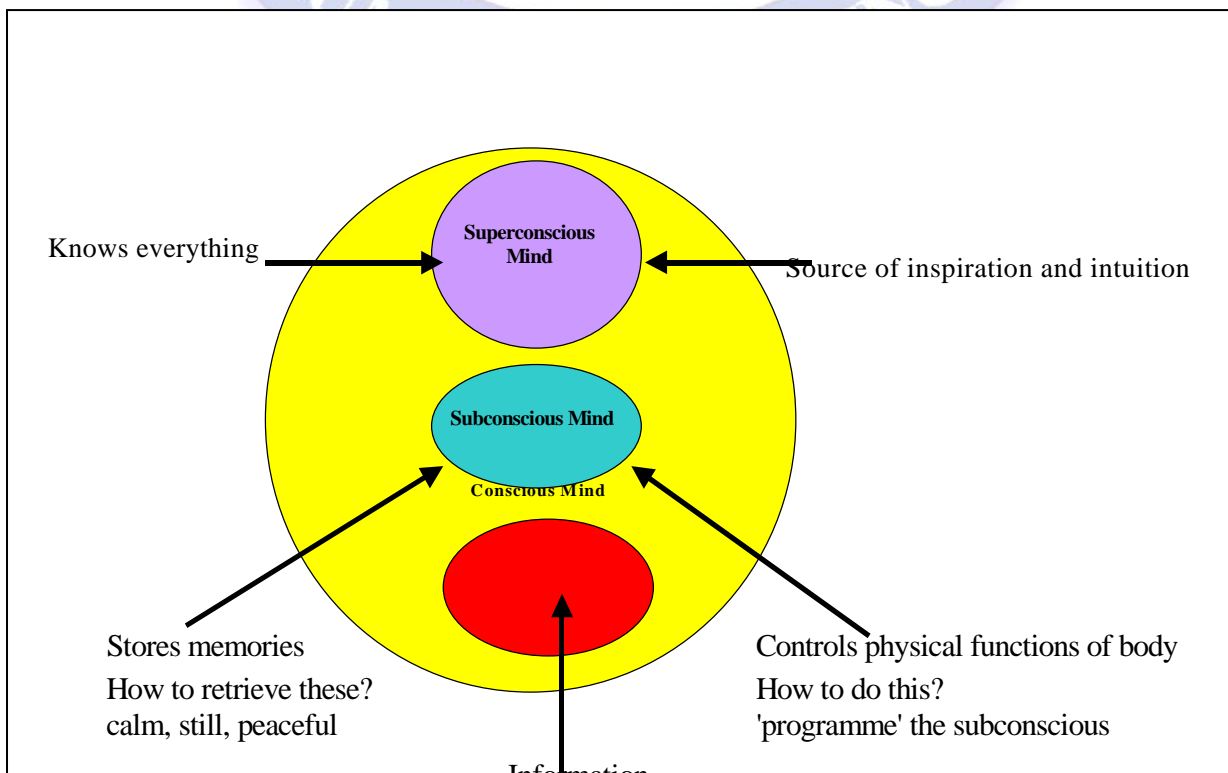 Superconscious
Mind
Knows everything
Source of inspiration and intuition
Subconscious Mind
Conscious Mind
Stores memories
How to retrieve these?
calm, still, peaceful
Controls physical functions of body
How to do this?
'programme' the subconscious
Information